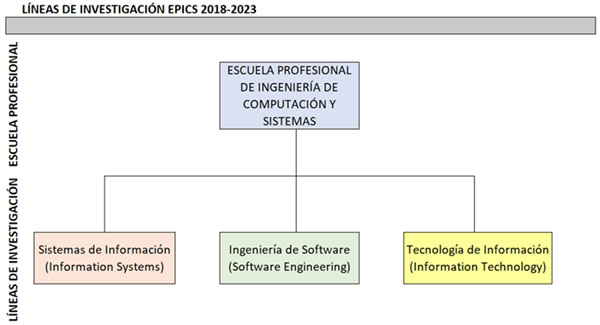 LÍNEAS DE INVESTIGACIÓN EPICS 2018-2023
ESCUELA PROFESIONAL
ESCUELA PROFESIONAL
DE INGENIERÍA DE
COMPUTACIÓN Y
SISTEMAS
LÍNEAS DE INVESTIGACIÓN
Sistemas de Información
(Information Systems)
Ingeniería de Software
(Software Engineering)
Tecnología de Información
(Information Technology)